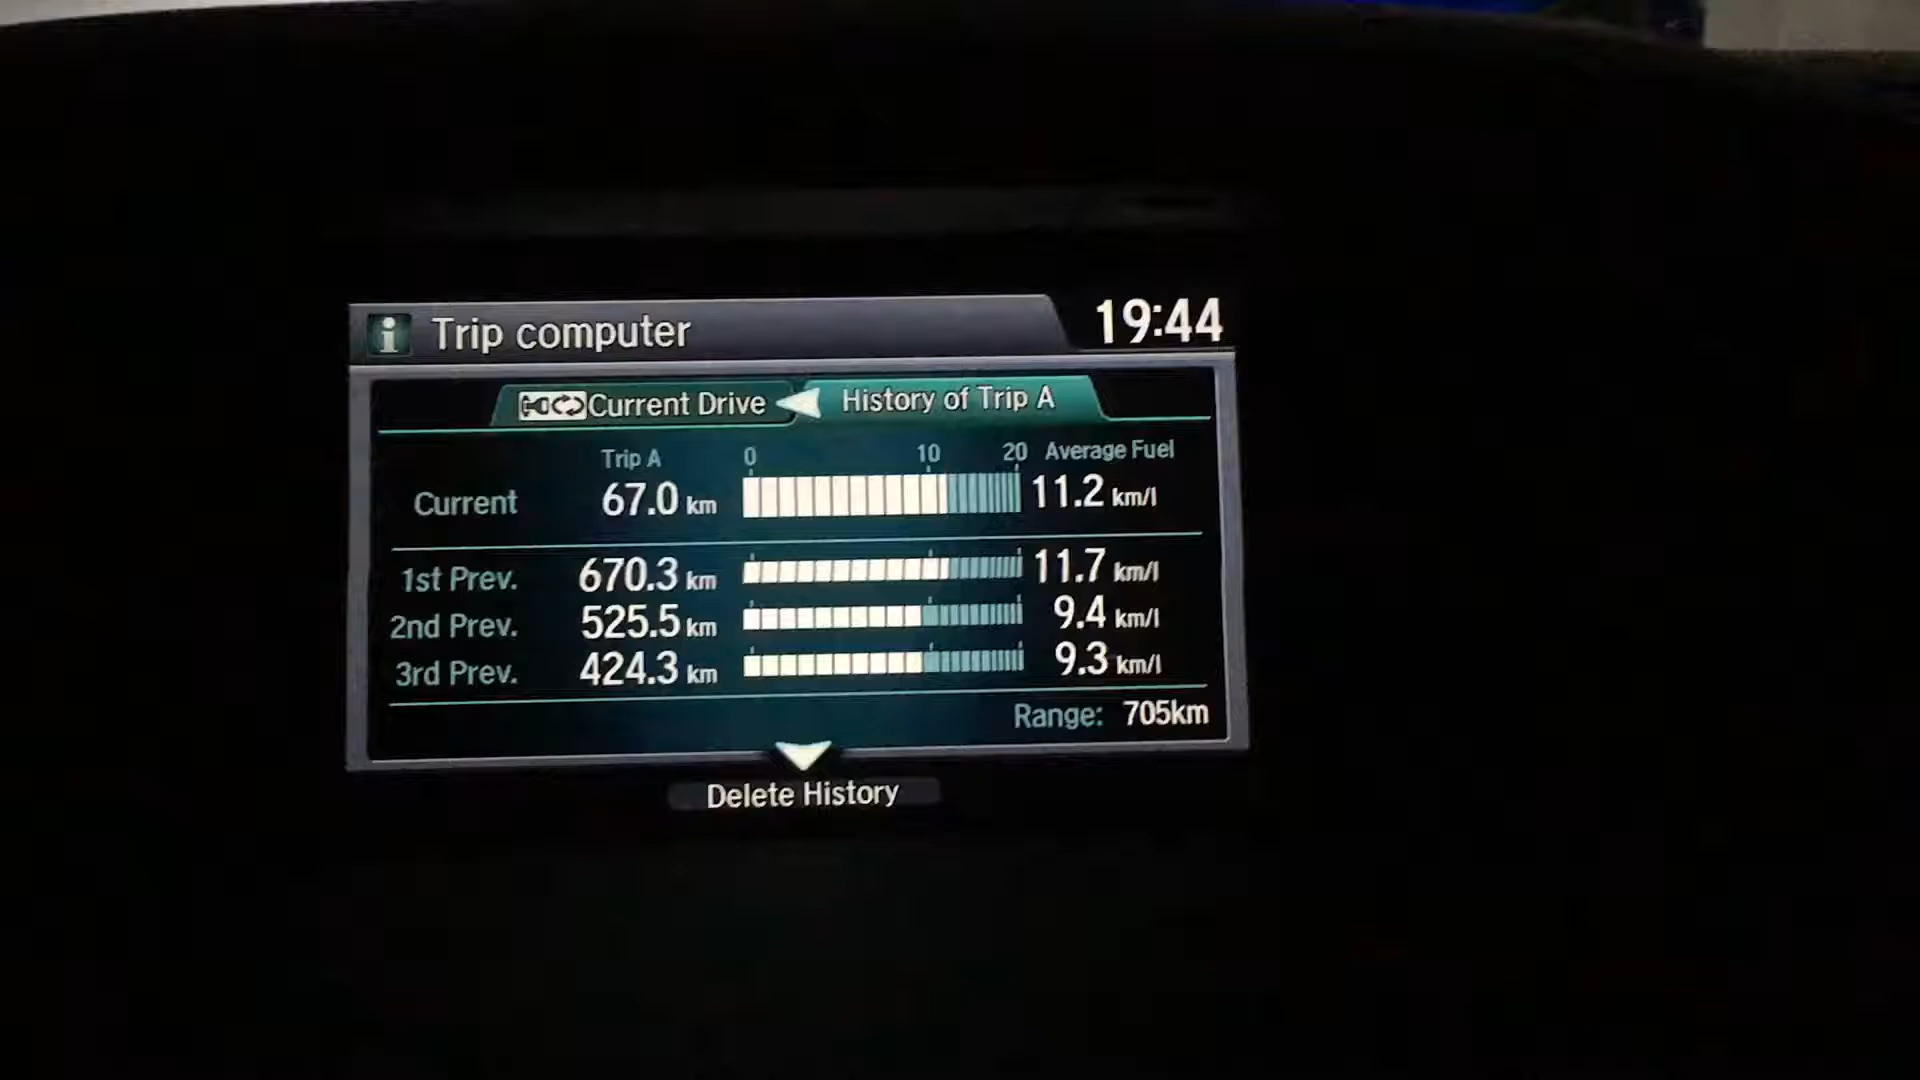 i Trip computer 19:44
Current Drive History of Trip A
Trip A 0 10 20 Average Fuel
Current 67.0 km 11.2 km/l
1st Prev. 670.3 km 11.7 km/l
2nd Prev. 525.5 km 9.4 km/l
3rd Prev. 424.3 km 9.3 km/l
Range: 705km
Delete History